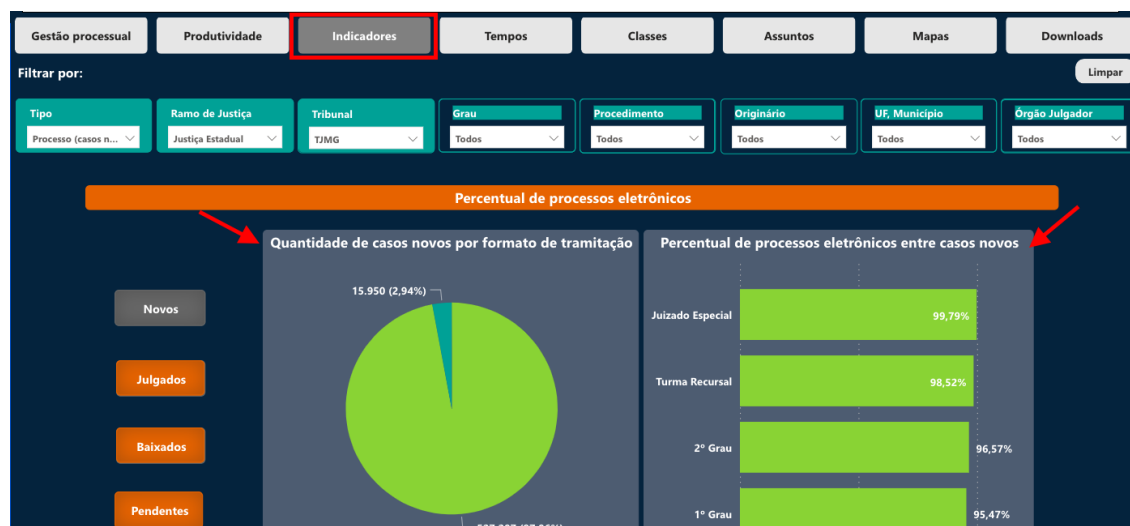 Gestão processual
Produtividade
Indicadores
Tempos
Classes
Assuntos
Mapas
Downloads
Filtrar por:
Limpar
Tipo
Ramo de Justiça
Tribunal
Grau
Procedimento
Originário
UF, Municipio
Órgão Julgador
Processo (casos n...
Justiça Estadual
TJMG
Todos
Todos
Todos
Todos
Todos
Percentual de processos eletrônicos
Quantidade de casos novos por formato de tramitação
Percentual de processos eletrônicos entre casos novos
15.950 (2,94%)
Novos
Julgados
Baixados
Pendentes
Juizado Especial
99,79%
Turma Recursal
98,52%
2º Grau
96,57%
1º Grau
95,47%